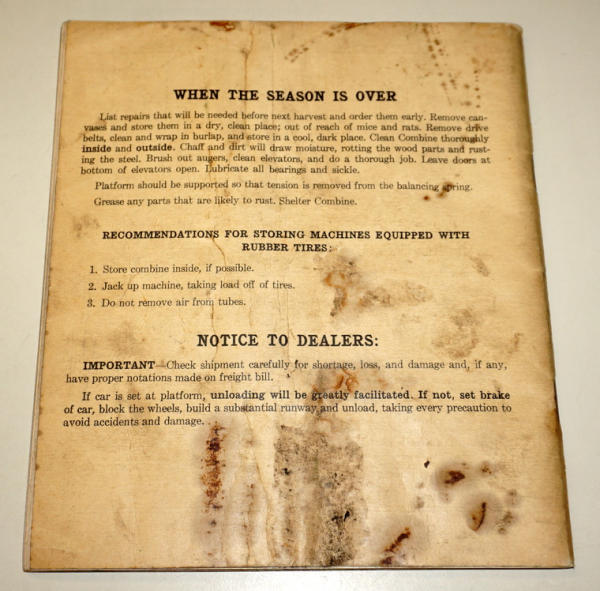 WHEN THE SEASON IS OVER
List repairs that will be needed before next harvest and order them early. Remove can-
vases and store them in a dry, clean place; out of reach of mice and rats. Remove drive
belts, clean and wrap in burlap, and store in a cool, dark place. Clean Combine thoroughly
inside and outside. Chaff and dirt will draw moisture, rotting the wood parts and rust-
ing the steel. Brush out augers, clean elevators, and do a thorough job. Leave doors at
bottom of elevators open. Lubricate all bearings and sickle.
Platform should be supported so that tension is removed from the balancing spring.
Grease any parts that are likely to rust. Shelter Combine.
RECOMMENDATIONS FOR STORING MACHINES EQUIPPED WITH
RUBBER TIRES:
1. Store combine inside, if possible.
2. Jack up machine, taking load off of tires.
3. Do not remove air from tubes.
NOTICE TO DEALERS:
IMPORTANT—Check shipment carefully for shortage, loss, and damage and, if any,
have proper notations made on freight bill.
If car is set at platform, unloading will be greatly facilitated. If not, set brake
of car, block the wheels, build a substantial runway and unload, taking every precaution to
avoid accidents and damage.